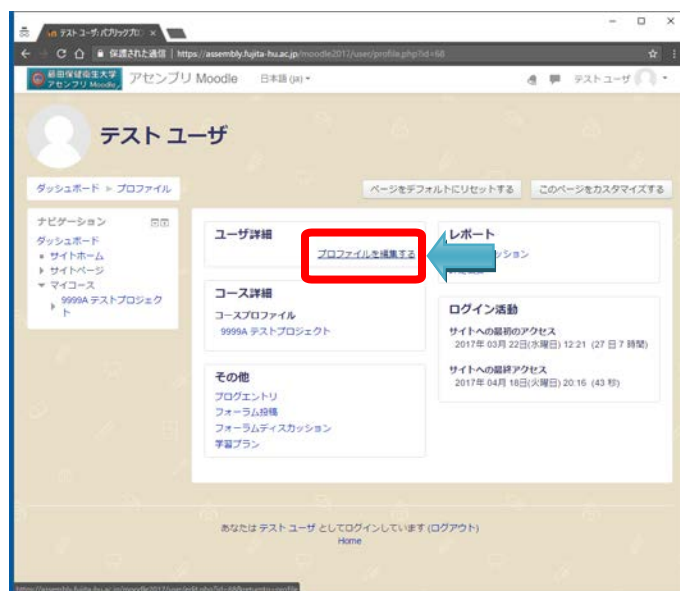 テスト ユーザ: パブリックプロ
保護された通信 | https://assembly.fujita-hu.ac.jp/moodle2017/user/profile.php?id=68
藤田保健衛生大学
アセンブリ Moodle
アセンブリ Moodle 日本語 (ja)
テスト ユーザ
テスト ユーザ
ダッシュボード プロファイル
ページをデフォルトにリセットする このページをカスタマイズする
ナビゲーション
ダッシュボード
サイトホーム
サイトページ
マイコース
9999A テストプロジェク
ト
ユーザ詳細
プロファイルを編集する
コース詳細
コースプロファイル
9999A テストプロジェクト
その他
ブログエントリ
フォーラム投稿
フォーラムディスカッション
学習プラン
レポート
ッション
ログイン活動
サイトへの最初のアクセス
2017年 03月 22日(水曜日) 12:21 (27 日 7 時間)
サイトへの最終アクセス
2017年 04月 18日(火曜日) 20:16 (43 秒)
あなたは テスト ユーザ としてログインしています (ログアウト)
Home